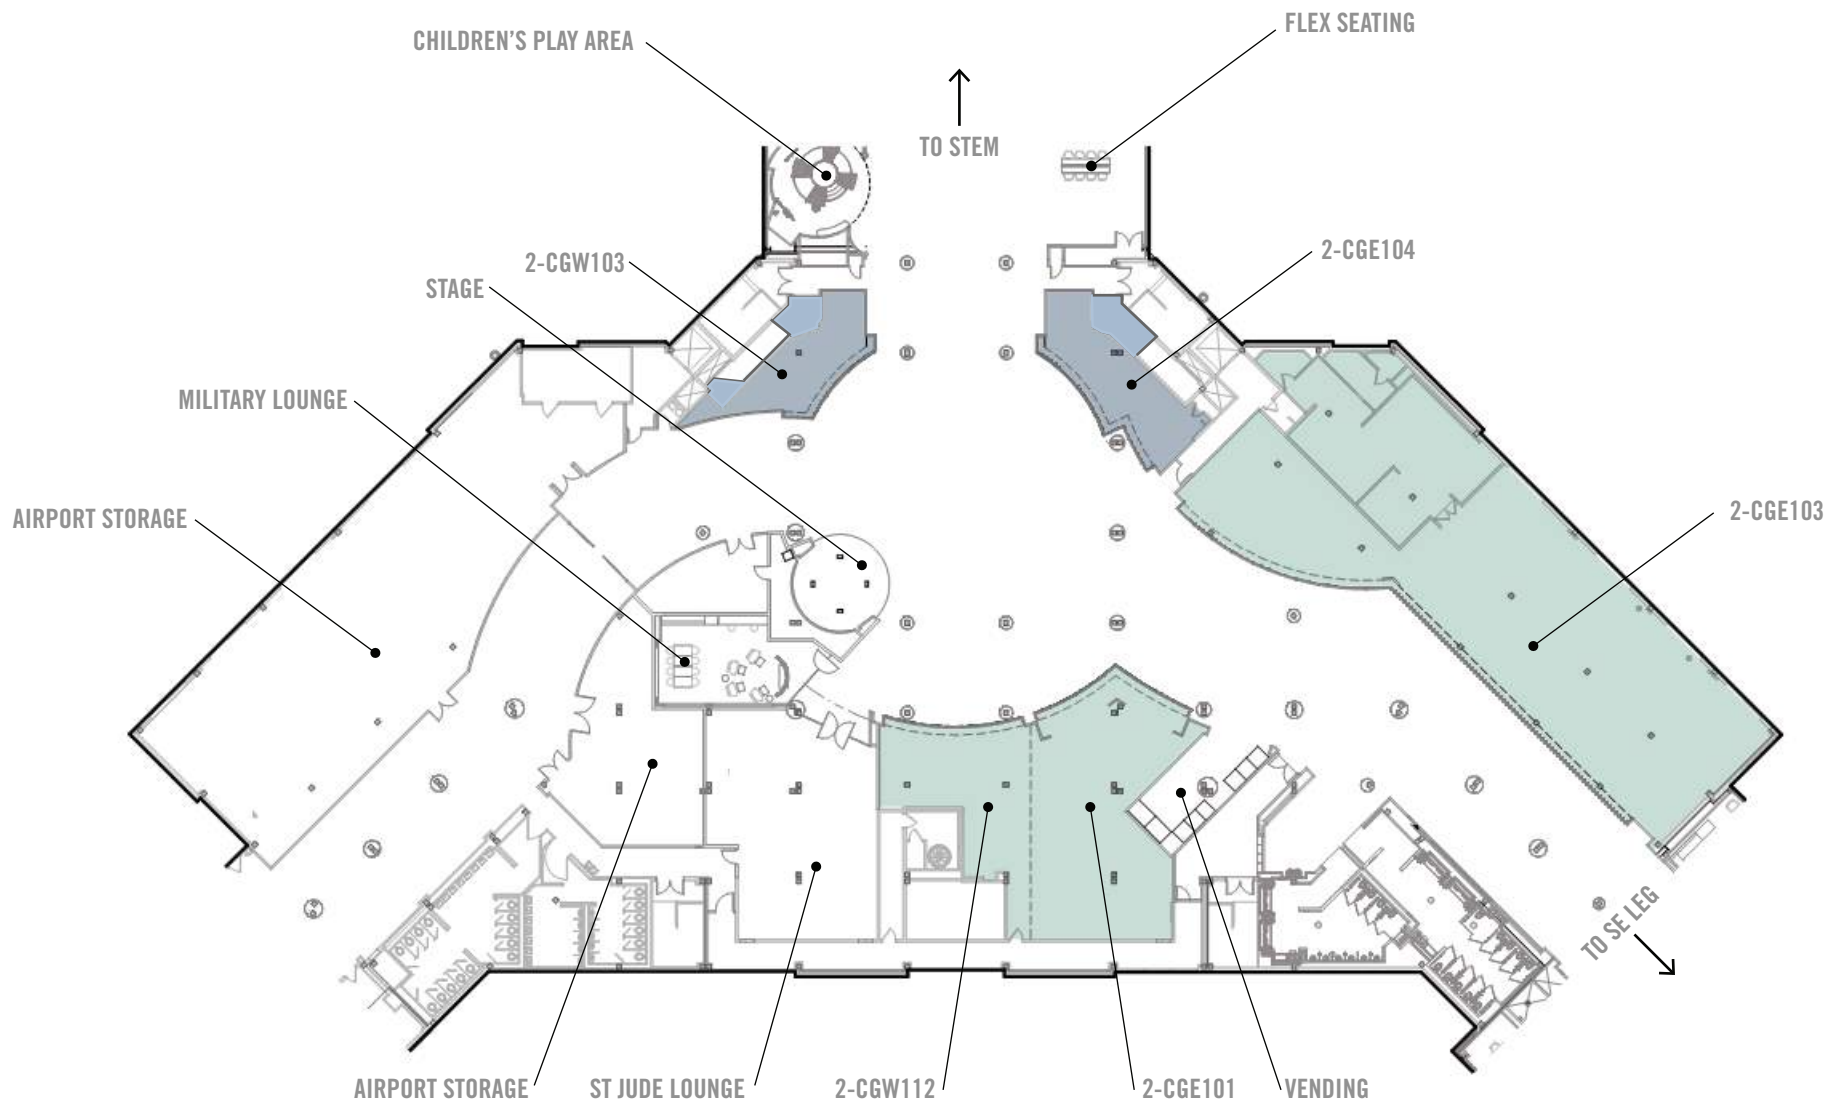 FLEX SEATING
CHILDREN'S PLAY AREA
TO STEM
2-CGE104
2-CGW103
STAGE
MILITARY LOUNGE
2-CGE103
AIRPORT STORAGE
TO SE LEG
AIRPORT STORAGE
ST JUDE LOUNGE
2-CGW112
2-CGE101
VENDING